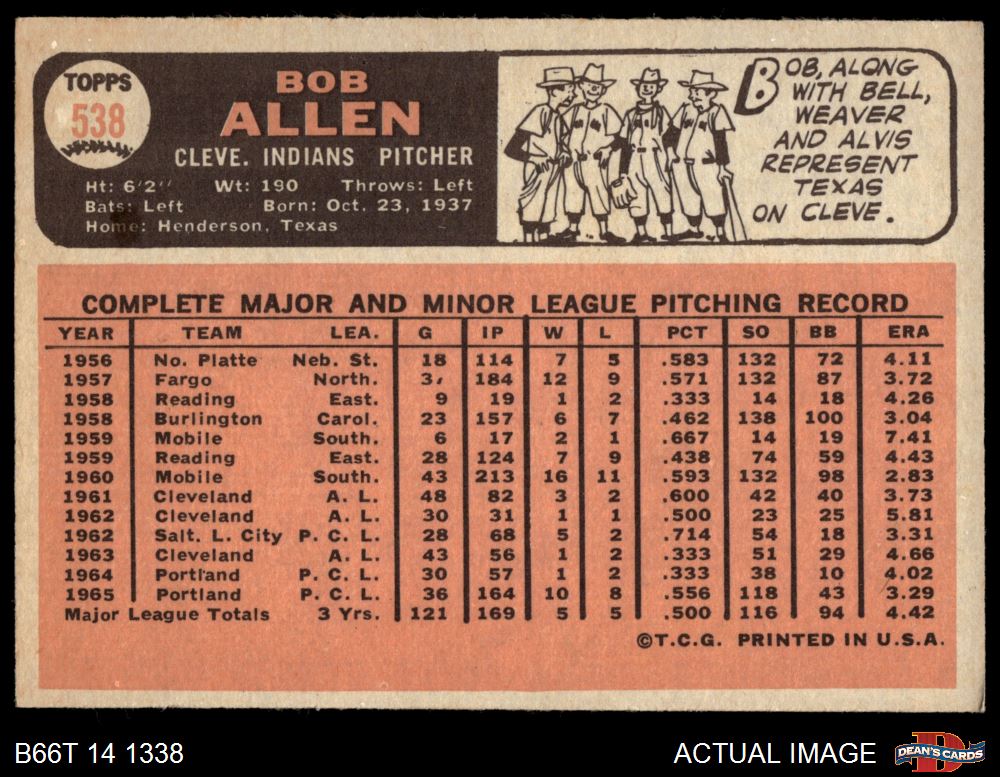 TOPPS
538
BOB
ALLEN
CLEVE. INDIANS PITCHER
Ht: 6'2" Wt: 190 Throws: Left
Bats: Left Born: Oct. 23, 1937
Home: Henderson, Texas
BOB, ALONG
WITH BELL,
WEAVER
AND ALVIS
REPRESENT
TEXAS
ON CLEVE.
COMPLETE MAJOR AND MINOR LEAGUE PITCHING RECORD
YEAR TEAM LEA. G IP W L PCT SO BB ERA
1956 No. Platte Neb. St. 18 114 7 5 .583 132 72 4.11
1957 Fargo North. 184 12 9 .571 132 87 3.72
1958 Reading East. 9 19 1 2 .333 14 18 4.26
1958 Burlington Carol. 23 157 6 7 .462 138 100 3.04
1959 Mobile South. 6 17 2 1 .667 14 19 7.41
1959 Reading East. 28 124 7 9 .438 74 59 4.43
1960 Mobile South. 43 213 16 11 .593 132 98 2.83
1961 Cleveland A. L. 48 82 3 2 .600 42 40 3.73
1962 Cleveland A. L. 30 31 1 1 .500 23 25 5.81
1962 Salt. L. City P. C. L. 28 68 5 2 .714 54 18 3.31
1963 Cleveland A. L. 43 56 1 2 .333 51 29 4.66
1964 Portland P. C. L. 30 57 1 2 .333 38 10 4.02
1965 Portland P. C. L. 36 164 10 8 .556 118 43 3.29
Major League Totals 3 Yrs. 121 169 5 5 .500 116 94 4.42
©T.C.G. PRINTED IN U.S.A.
B66T 14 1338
ACTUAL IMAGE
DEAN'S CARDS